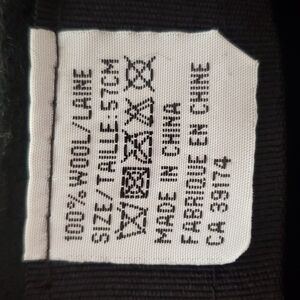 100%WOOL/LAINE
SIZE/TAILLE:57CM
MADE IN CHINA
FABRIQUE EN CHINE
CA 39174